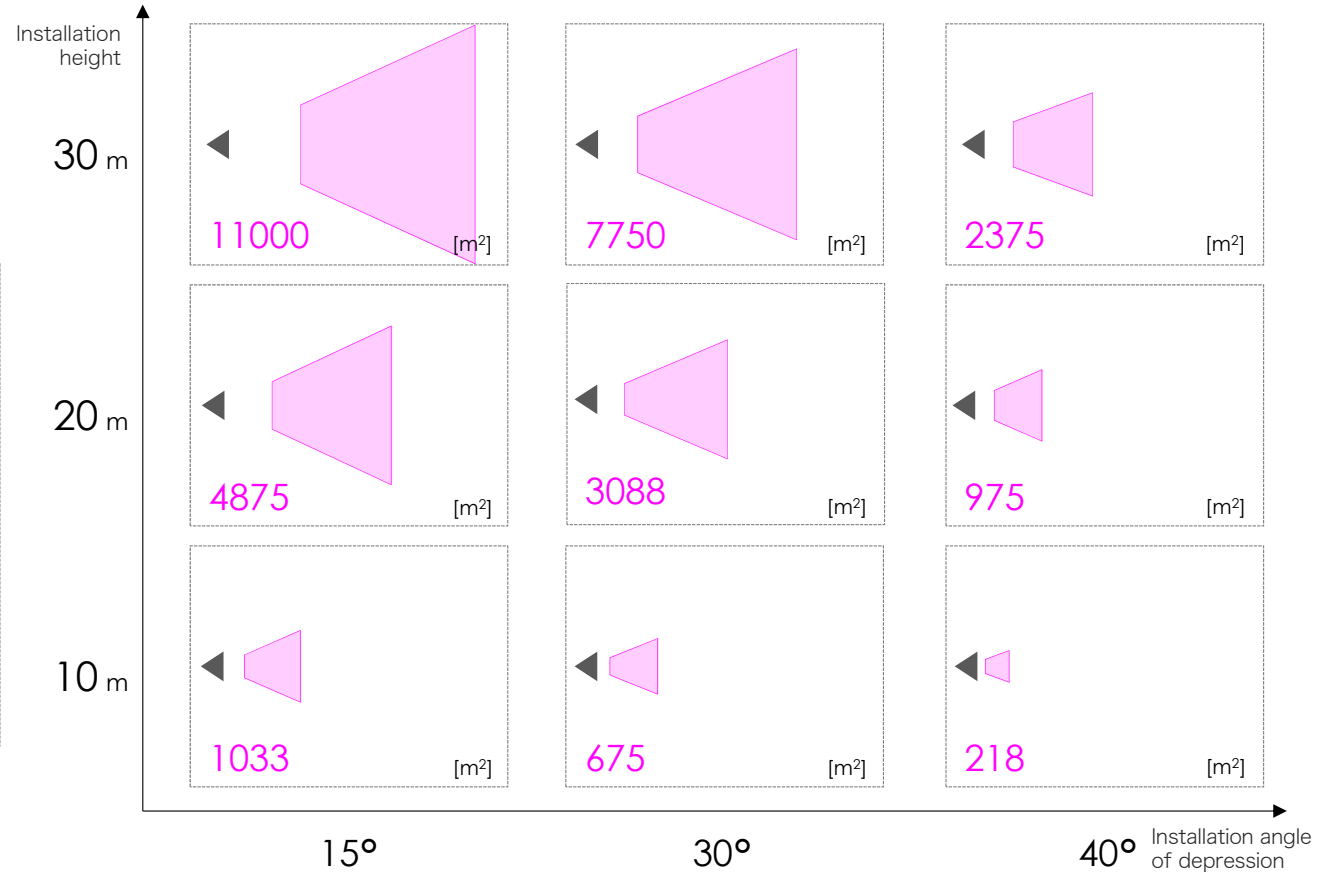 Installation
height
30 m
11000
[m²]
7750
[m²]
2375
[m²]
20 m
4875
[m²]
3088
[m²]
975
[m²]
10 m
1033
[m²]
675
[m²]
218
[m²]
15°
30°
40°
Installation angle
of depression